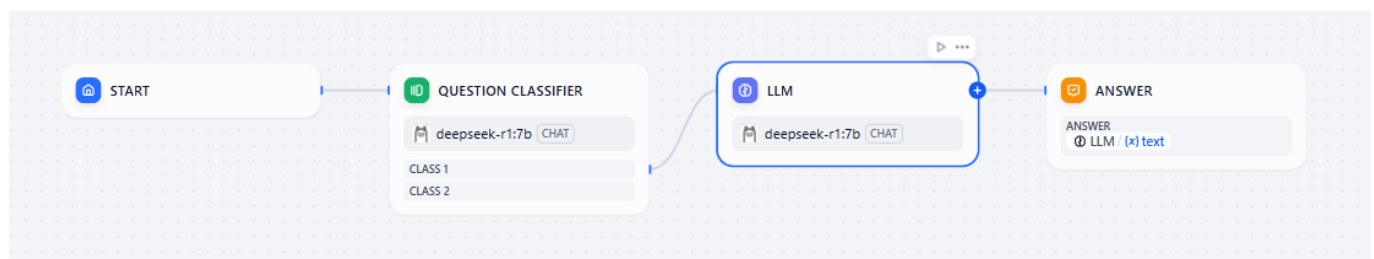 START
QUESTION CLASSIFIER
deepseek-r1:7b CHAT
CLASS 1
CLASS 2
LLM
deepseek-r1:7b CHAT
ANSWER
ANSWER
LLM / (x) text